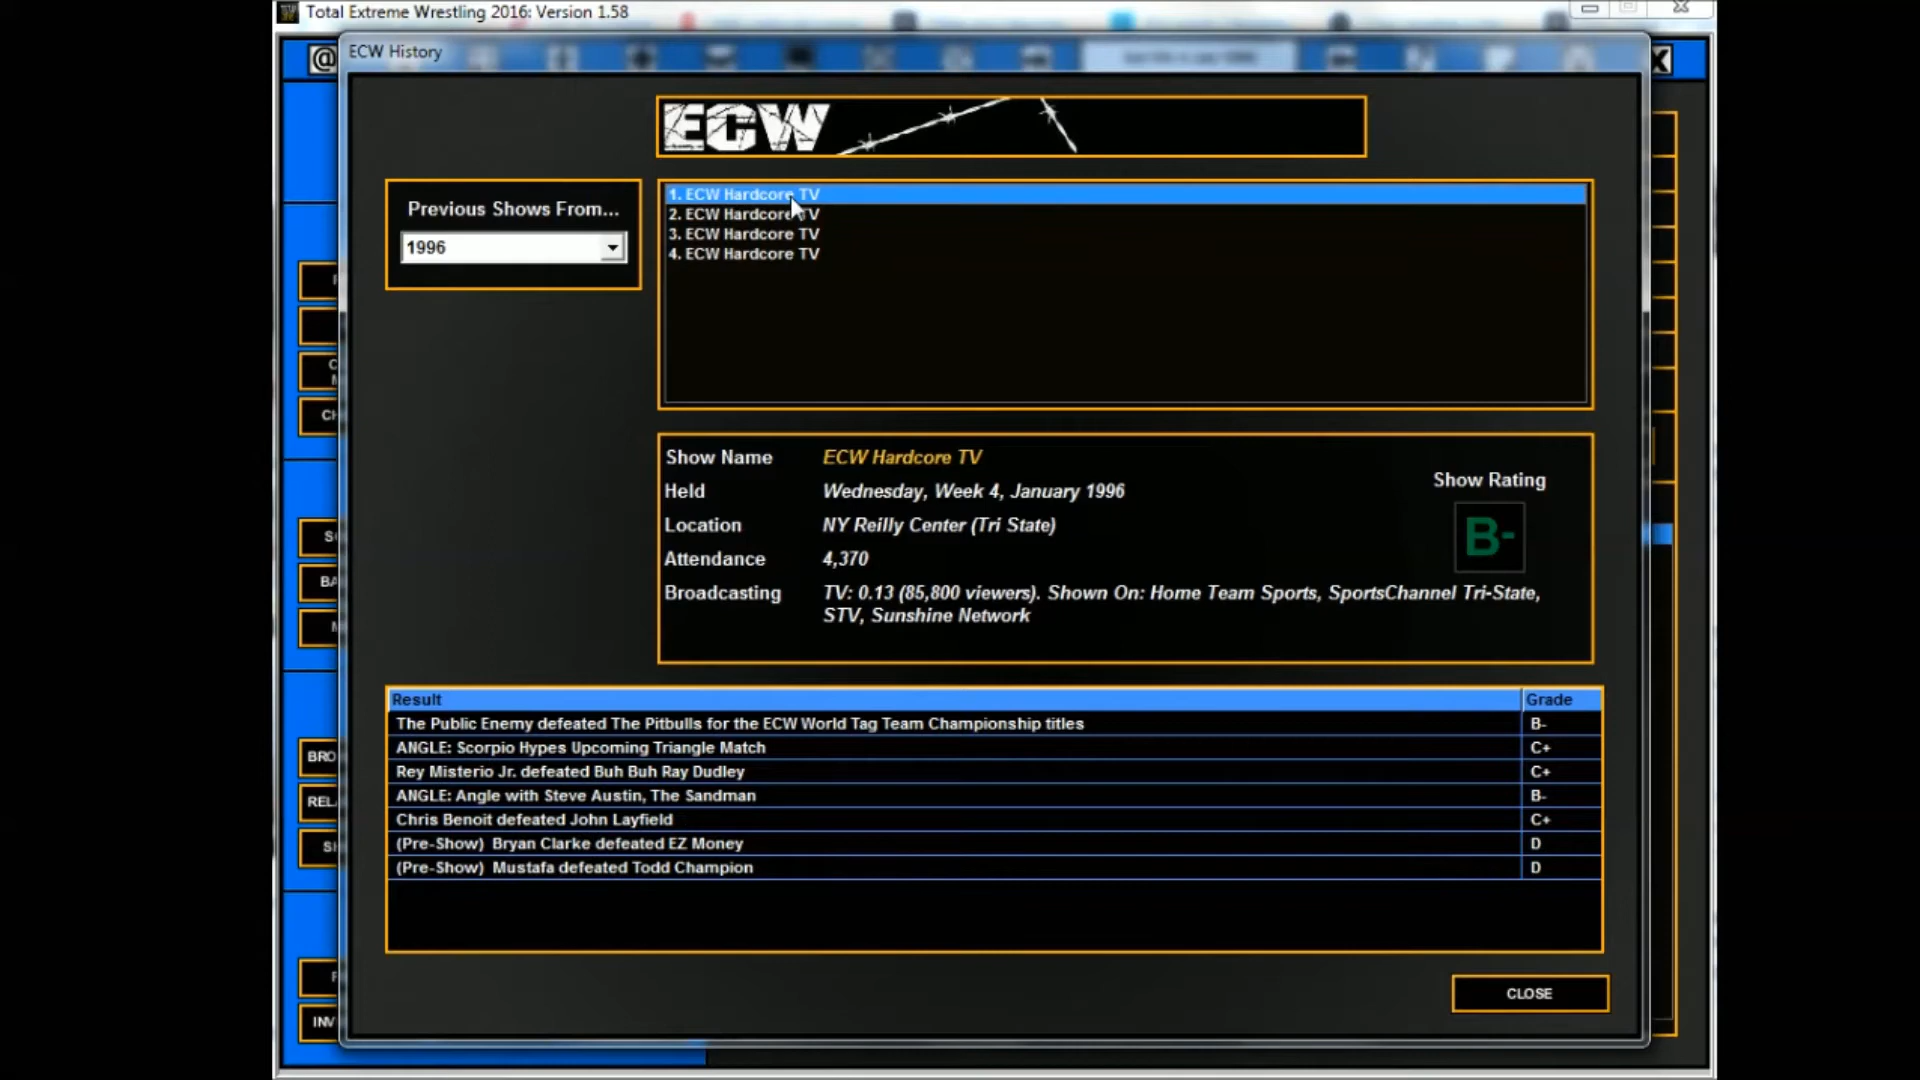 Total Extreme Wrestling 2016: Version 1.58
ECW History
@
X
ECW
Previous Shows From...
1996
1. ECW Hardcore TV
2. ECW Hardcore TV
3. ECW Hardcore TV
4. ECW Hardcore TV
Show Name ECW Hardcore TV
Held Wednesday, Week 4, January 1996
Location NY Reilly Center (Tri State)
Attendance 4,370
Broadcasting TV: 0.13 (85,800 viewers). Shown On: Home Team Sports, SportsChannel Tri-State,
STV, Sunshine Network
Show Rating
B-
Result Grade
The Public Enemy defeated The Pitbulls for the ECW World Tag Team Championship titles B-
ANGLE: Scorpio Hypes Upcoming Triangle Match C+
Rey Misterio Jr. defeated Buh Buh Ray Dudley C+
ANGLE: Angle with Steve Austin, The Sandman B-
Chris Benoit defeated John Layfield C+
(Pre-Show) Bryan Clarke defeated EZ Money D
(Pre-Show) Mustafa defeated Todd Champion D
CLOSE
BRO
REL
INV